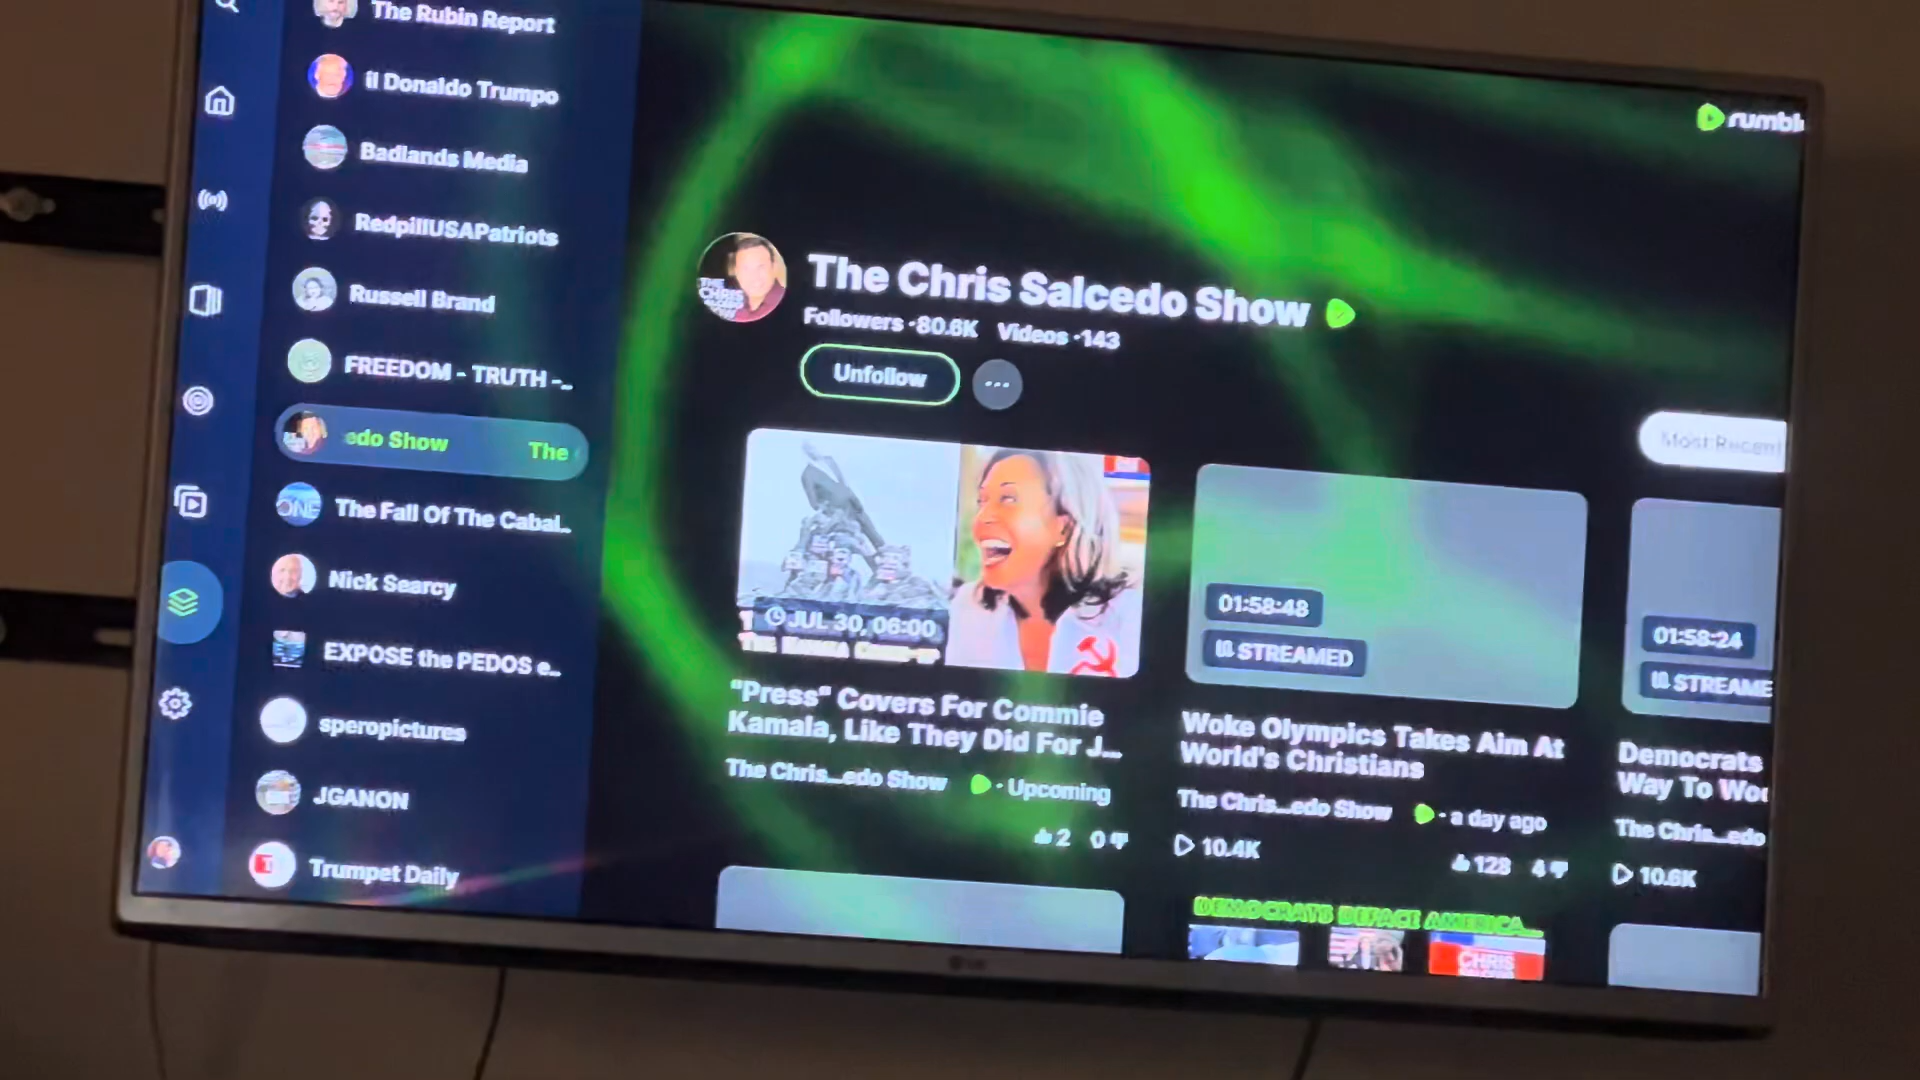 The Rubin Report
il Donaldo Trumpo
Badlands Media
RedpillUSAPatriots
Russell Brand
FREEDOM - TRUTH -...
edo Show The
The Fall Of The Cabal...
Nick Searcy
EXPOSE the PEDOS e...
speropictures
JGANON
Trumpet Daily
rumbl
The Chris Salcedo Show
Followers •80.6K Videos •143
Unfollow
Most Recent
JUL 30, 06:00
"Press" Covers For Commie
Kamala, Like They Did For J...
The Chris...edo Show • Upcoming
2 0
01:58:48
STREAMED
Woke Olympics Takes Aim At
World's Christians
The Chris...edo Show • a day ago
10.4K 128 4
01:58:24
STREAME
Democrats
Way To Wo
The Chris...edo
10.6K
DEMOCRATS DEFACE AMERICA...
CHRIS
LG